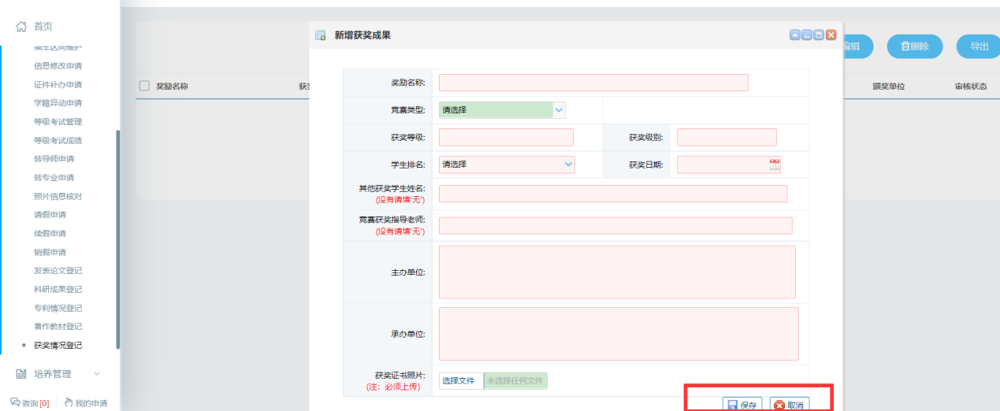 首页
信息修改申请
证件补办申请
学籍异动申请
等级考试管理
等级考试成绩
转导师申请
转专业申请
照片信息核对
请假申请
续假申请
销假申请
发表论文登记
科研成果登记
专利情况登记
著作教材登记
获奖情况登记
培养管理
咨询[0] 我的申请
编辑 删除 导出
奖励名称 获奖 颁奖单位 审核状态
新增获奖成果
奖励名称:
竞赛类型: 请选择
获奖等级: 获奖级别:
学生排名: 请选择 获奖日期:
其他获奖学生姓名:
(没有请填'无')
竞赛获奖指导老师:
(没有请填'无')
主办单位:
承办单位:
获奖证书照片:
(注：必须上传)
选择文件 未选择任何文件
保存 取消